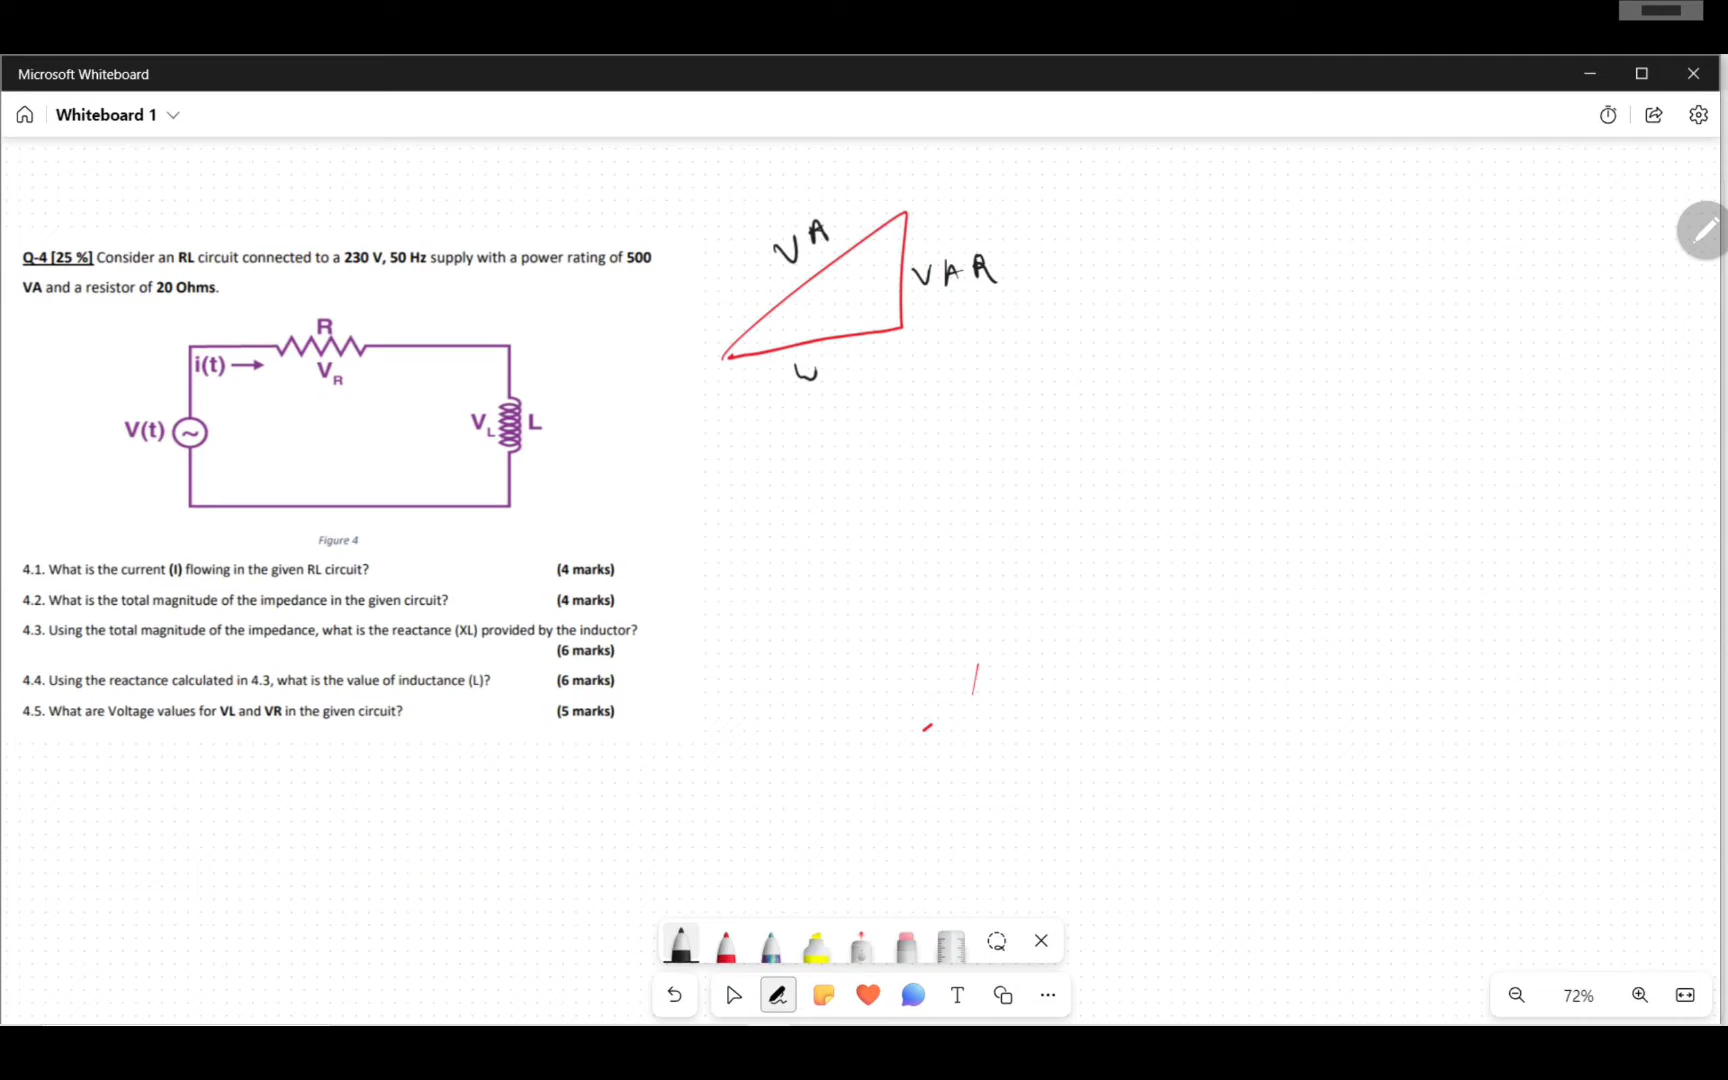 Microsoft Whiteboard
Whiteboard 1
Q-4 [25 %] Consider an RL circuit connected to a 230 V, 50 Hz supply with a power rating of 500
VA and a resistor of 20 Ohms.
R
i(t)
VR
V(t)
VL
L
Figure 4
4.1. What is the current (I) flowing in the given RL circuit? (4 marks)
4.2. What is the total magnitude of the impedance in the given circuit? (4 marks)
4.3. Using the total magnitude of the impedance, what is the reactance (XL) provided by the inductor?
(6 marks)
4.4. Using the reactance calculated in 4.3, what is the value of inductance (L)? (6 marks)
4.5. What are Voltage values for VL and VR in the given circuit? (5 marks)
VA
VAR
W
72%